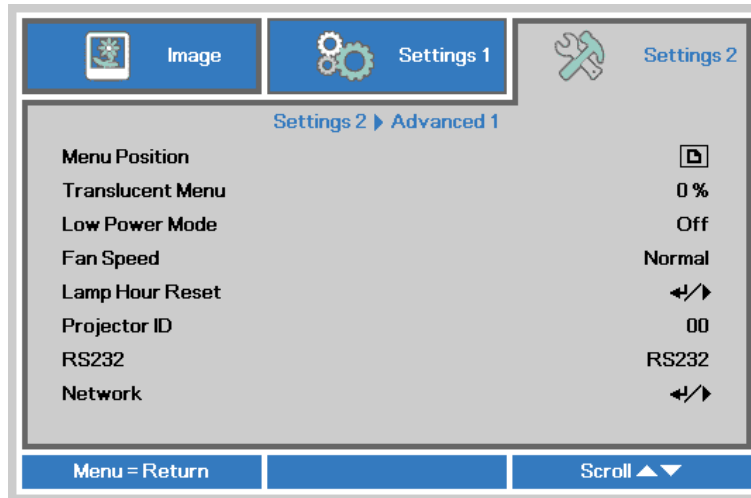 Image
Settings 1
Settings 2
Settings 2 Advanced 1
Menu Position
Translucent Menu 0 %
Low Power Mode Off
Fan Speed Normal
Lamp Hour Reset
Projector ID 00
RS232 RS232
Network
Menu = Return
Scroll